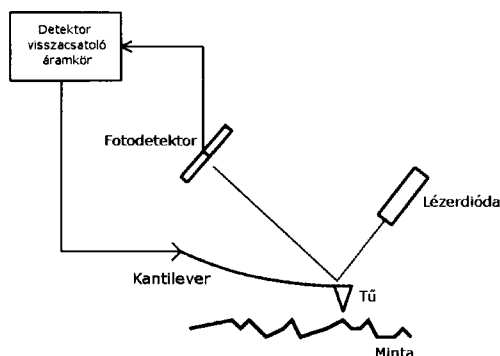 Detektor
visszacsatoló
áramkör
Fotodetektor
Lézerdióda
Kantilever
Tű
Minta